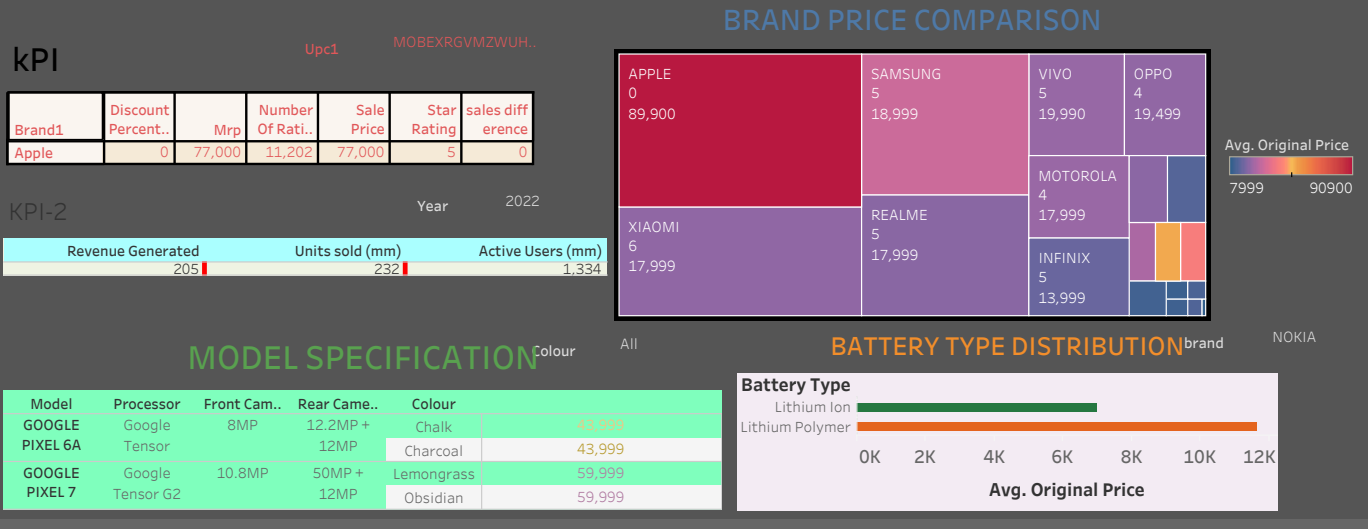 BRAND PRICE COMPARISON
kPI
Upc1
MOBEXRGVMZWUH..
Brand1
Discount Percent..
Mrp
Number Of Rati..
Sale Price
Star Rating
sales difference
Apple 0 77,000 11,202 77,000 5 0
KPI-2
Year
2022
Revenue Generated Units sold (mm) Active Users (mm)
205 232 1,334
APPLE
0
89,900
SAMSUNG
5
18,999
VIVO
5
19,990
OPPO
4
19,499
XIAOMI
6
17,999
REALME
5
17,999
MOTOROLA
4
17,999
INFINIX
5
13,999
Avg. Original Price
7999 90900
MODEL SPECIFICATION
Colour
All
Model Processor Front Cam.. Rear Came.. Colour
GOOGLE Google 8MP 12.2MP + Chalk 43,999
PIXEL 6A Tensor 12MP Charcoal 43,999
GOOGLE Google 10.8MP 50MP + Lemongrass 59,999
PIXEL 7 Tensor G2 12MP Obsidian 59,999
BATTERY TYPE DISTRIBUTION
brand
NOKIA
Battery Type
Lithium Ion
Lithium Polymer
0K 2K 4K 6K 8K 10K 12K
Avg. Original Price